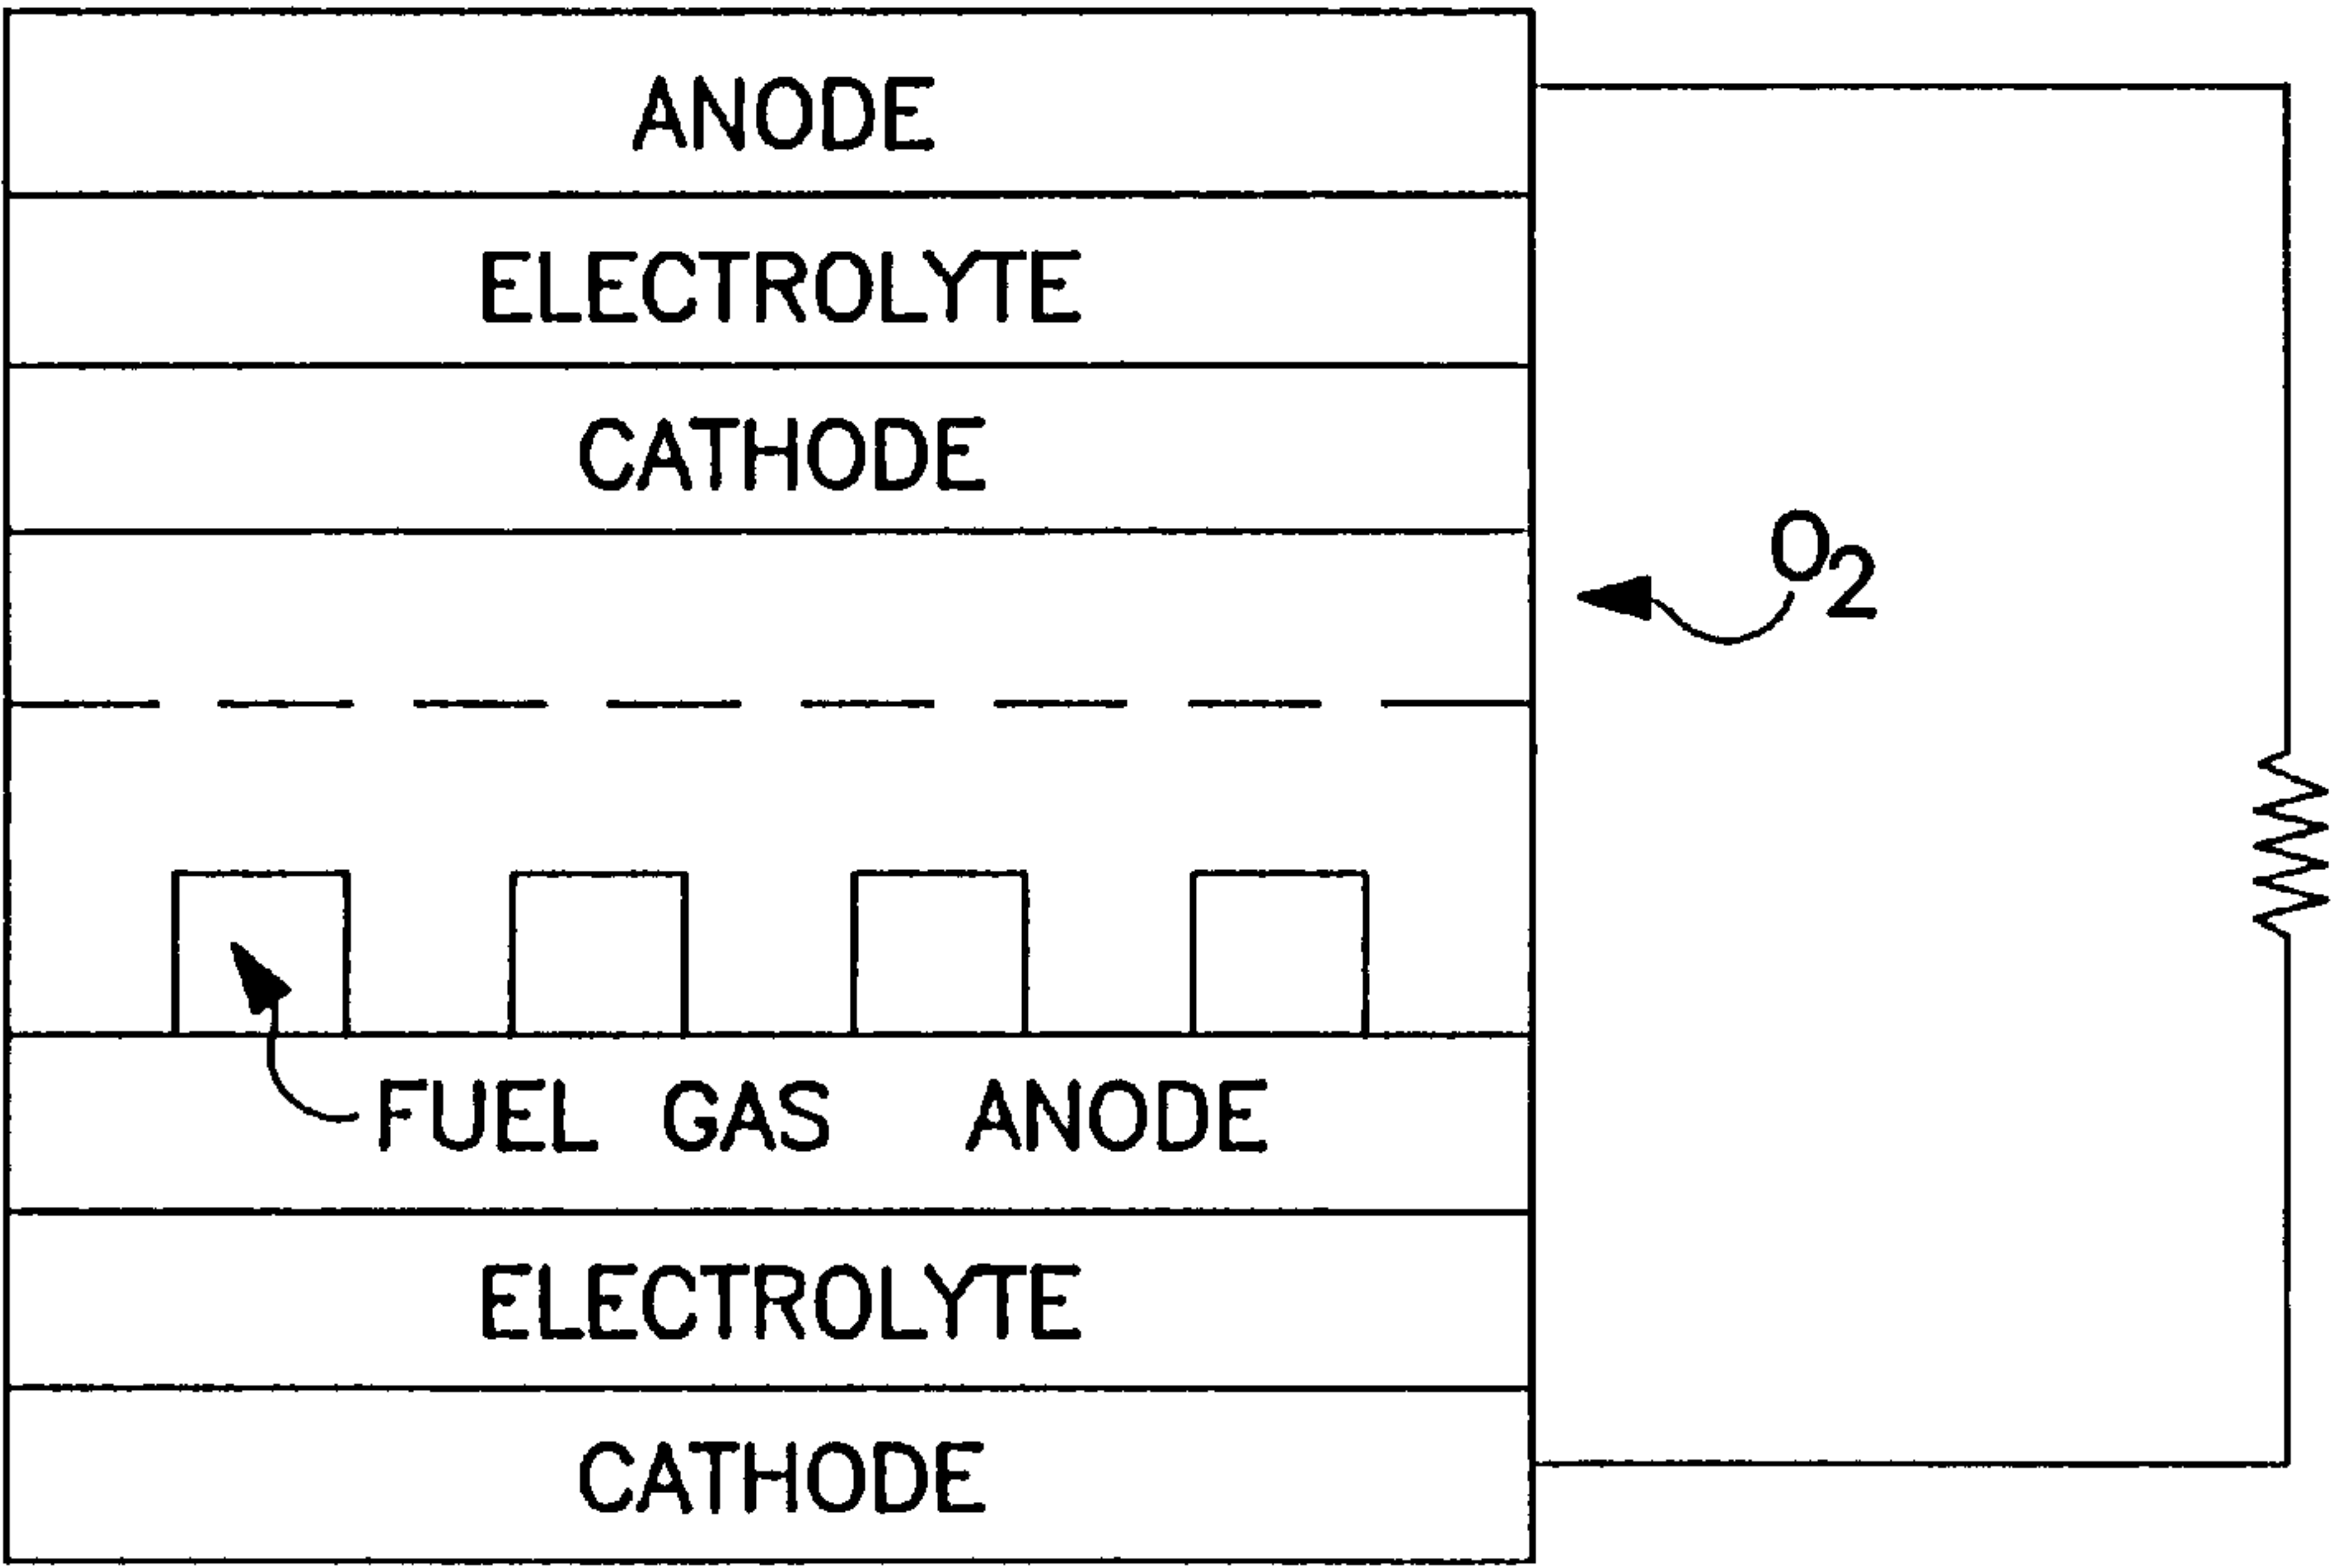 ANODE
ELECTROLYTE
CATHODE
O2
FUEL GAS ANODE
ELECTROLYTE
CATHODE